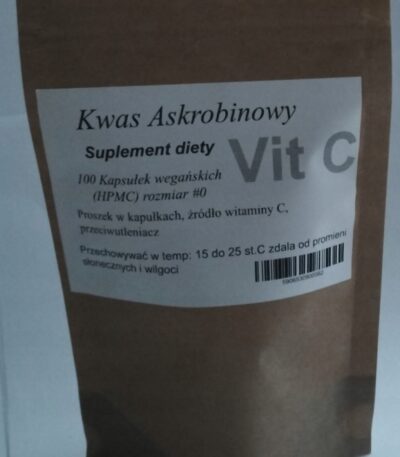 Kwas Askrobinowy
Suplement diety
Vit C
100 Kapsułek wegańskich
(HPMC) rozmiar #0
Proszek w kapułkach, źródło witaminy C,
przeciwutleniacz
Przechowywać w temp: 15 do 25 st.C zdala od promieni
słonecznych i wilgoci